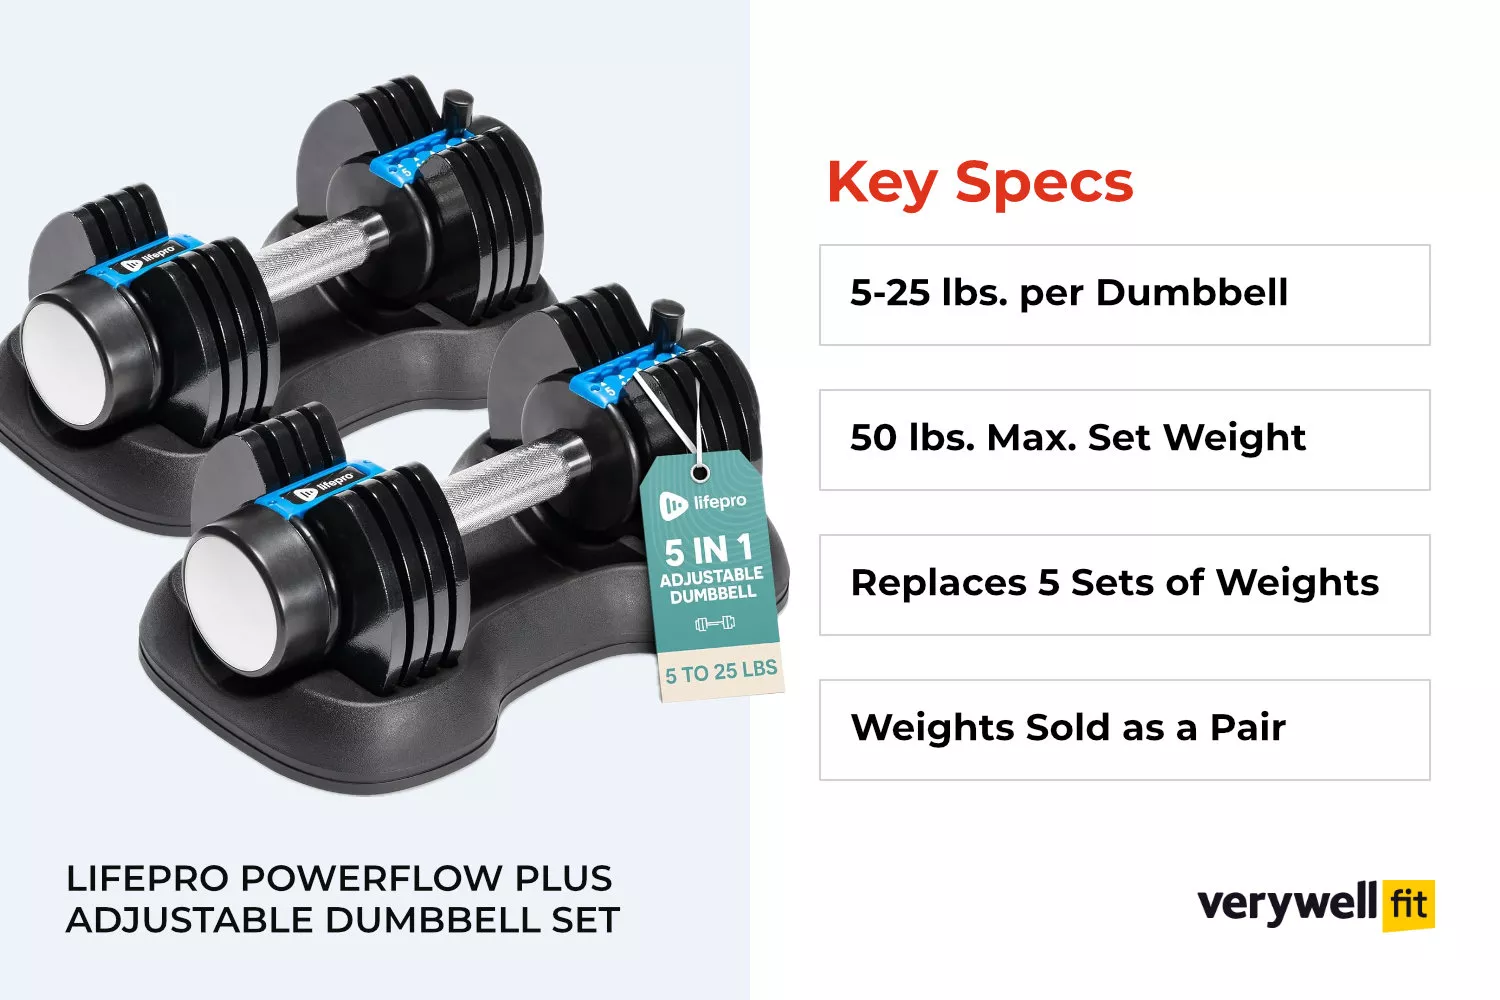 lifepro
5
lifepro
5
lifepro
5 IN 1
ADJUSTABLE
DUMBBELL
5 TO 25 LBS
LIFEPRO POWERFLOW PLUS
ADJUSTABLE DUMBBELL SET
Key Specs
5-25 lbs. per Dumbbell
50 lbs. Max. Set Weight
Replaces 5 Sets of Weights
Weights Sold as a Pair
verywell fit